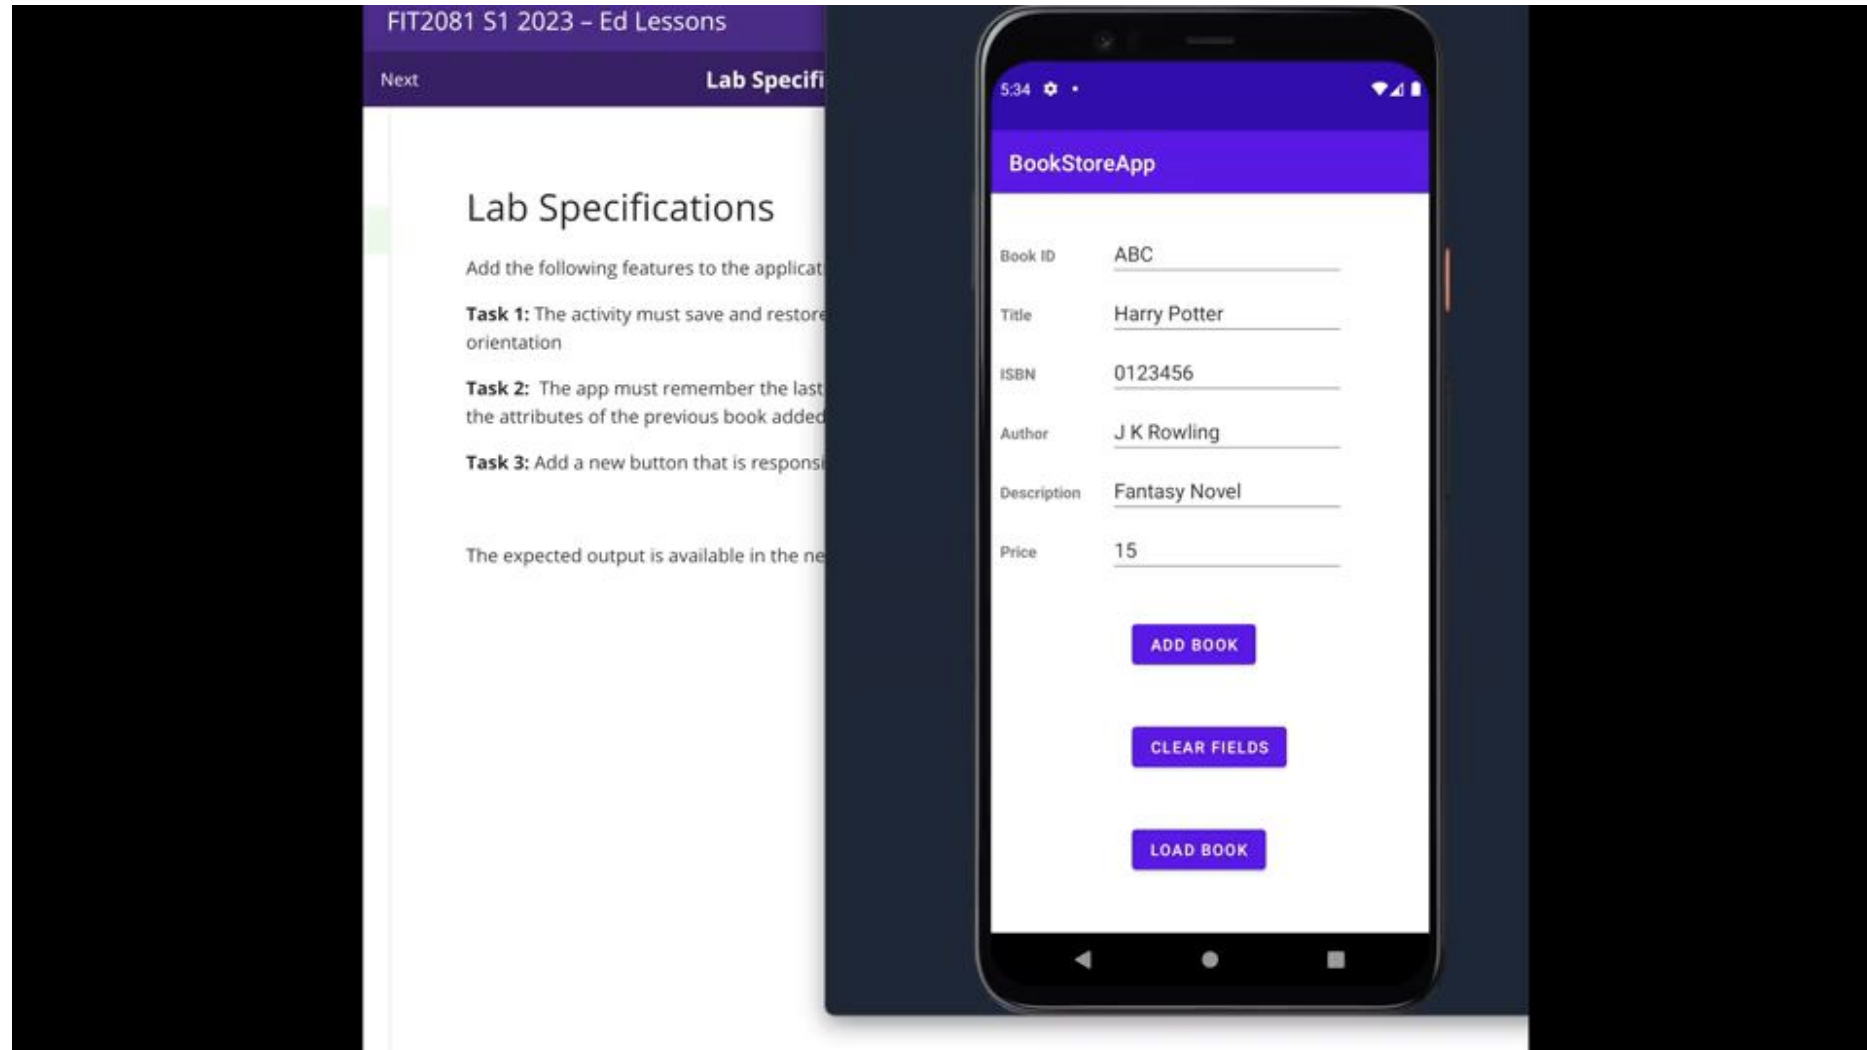 FIT2081 S1 2023 – Ed Lessons
Next
Lab Specifi
Lab Specifications
Add the following features to the applicat
Task 1: The activity must save and restore
orientation
Task 2: The app must remember the last
the attributes of the previous book added
Task 3: Add a new button that is responsi
The expected output is available in the ne
5:34
BookStoreApp
Book ID ABC
Title Harry Potter
ISBN 0123456
Author J K Rowling
Description Fantasy Novel
Price 15
ADD BOOK
CLEAR FIELDS
LOAD BOOK